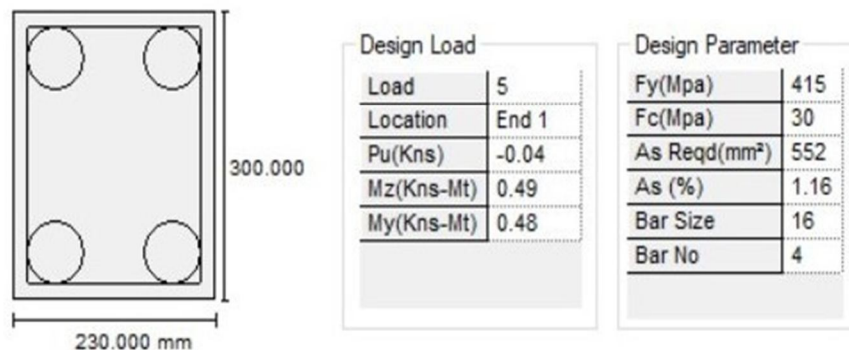 300.000
230.000 mm
Design Load
Load 5
Location End 1
Pu(Kns) -0.04
Mz(Kns-Mt) 0.49
My(Kns-Mt) 0.48
Design Parameter
Fy(Mpa) 415
Fc(Mpa) 30
As Reqd(mm²) 552
As (%) 1.16
Bar Size 16
Bar No 4